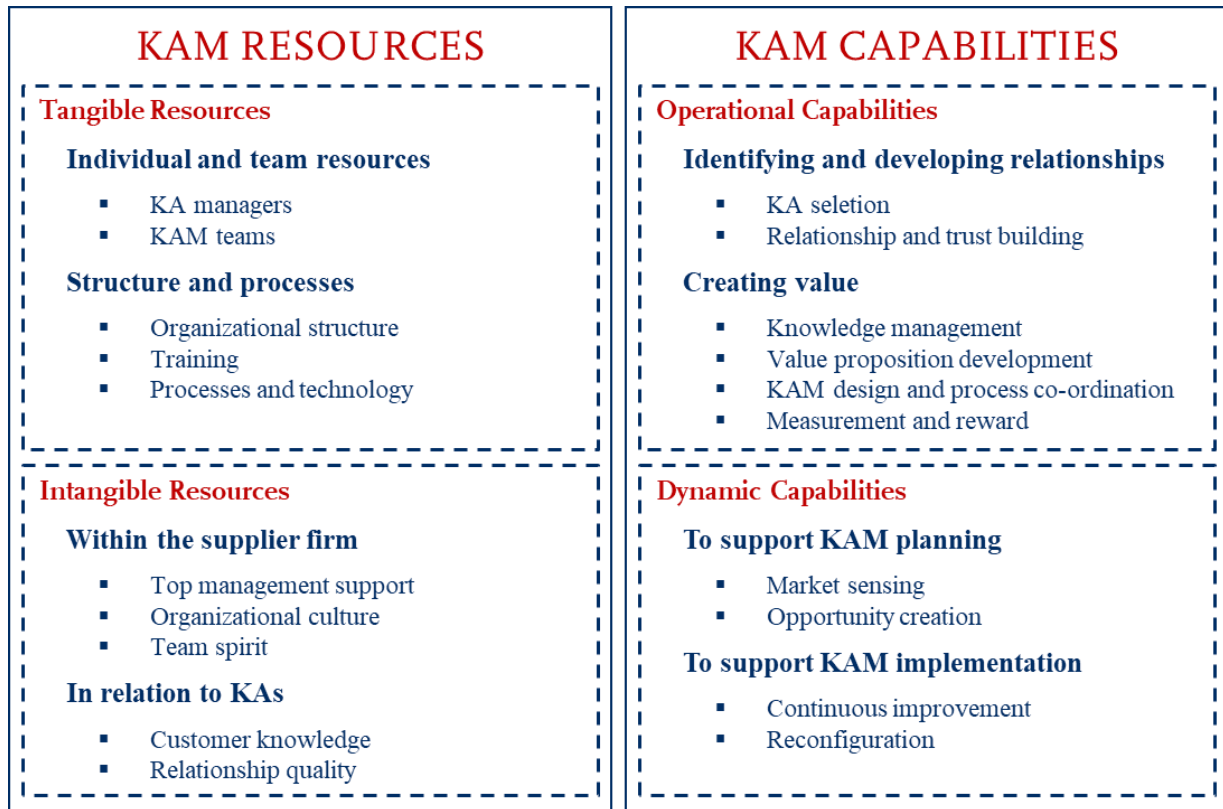 KAM RESOURCES
Tangible Resources
Individual and team resources
▪ KA managers
▪ KAM teams
Structure and processes
▪ Organizational structure
▪ Training
▪ Processes and technology
Intangible Resources
Within the supplier firm
▪ Top management support
▪ Organizational culture
▪ Team spirit
In relation to KAs
▪ Customer knowledge
▪ Relationship quality
KAM CAPABILITIES
Operational Capabilities
Identifying and developing relationships
▪ KA seletion
▪ Relationship and trust building
Creating value
▪ Knowledge management
▪ Value proposition development
▪ KAM design and process co-ordination
▪ Measurement and reward
Dynamic Capabilities
To support KAM planning
▪ Market sensing
▪ Opportunity creation
To support KAM implementation
▪ Continuous improvement
▪ Reconfiguration